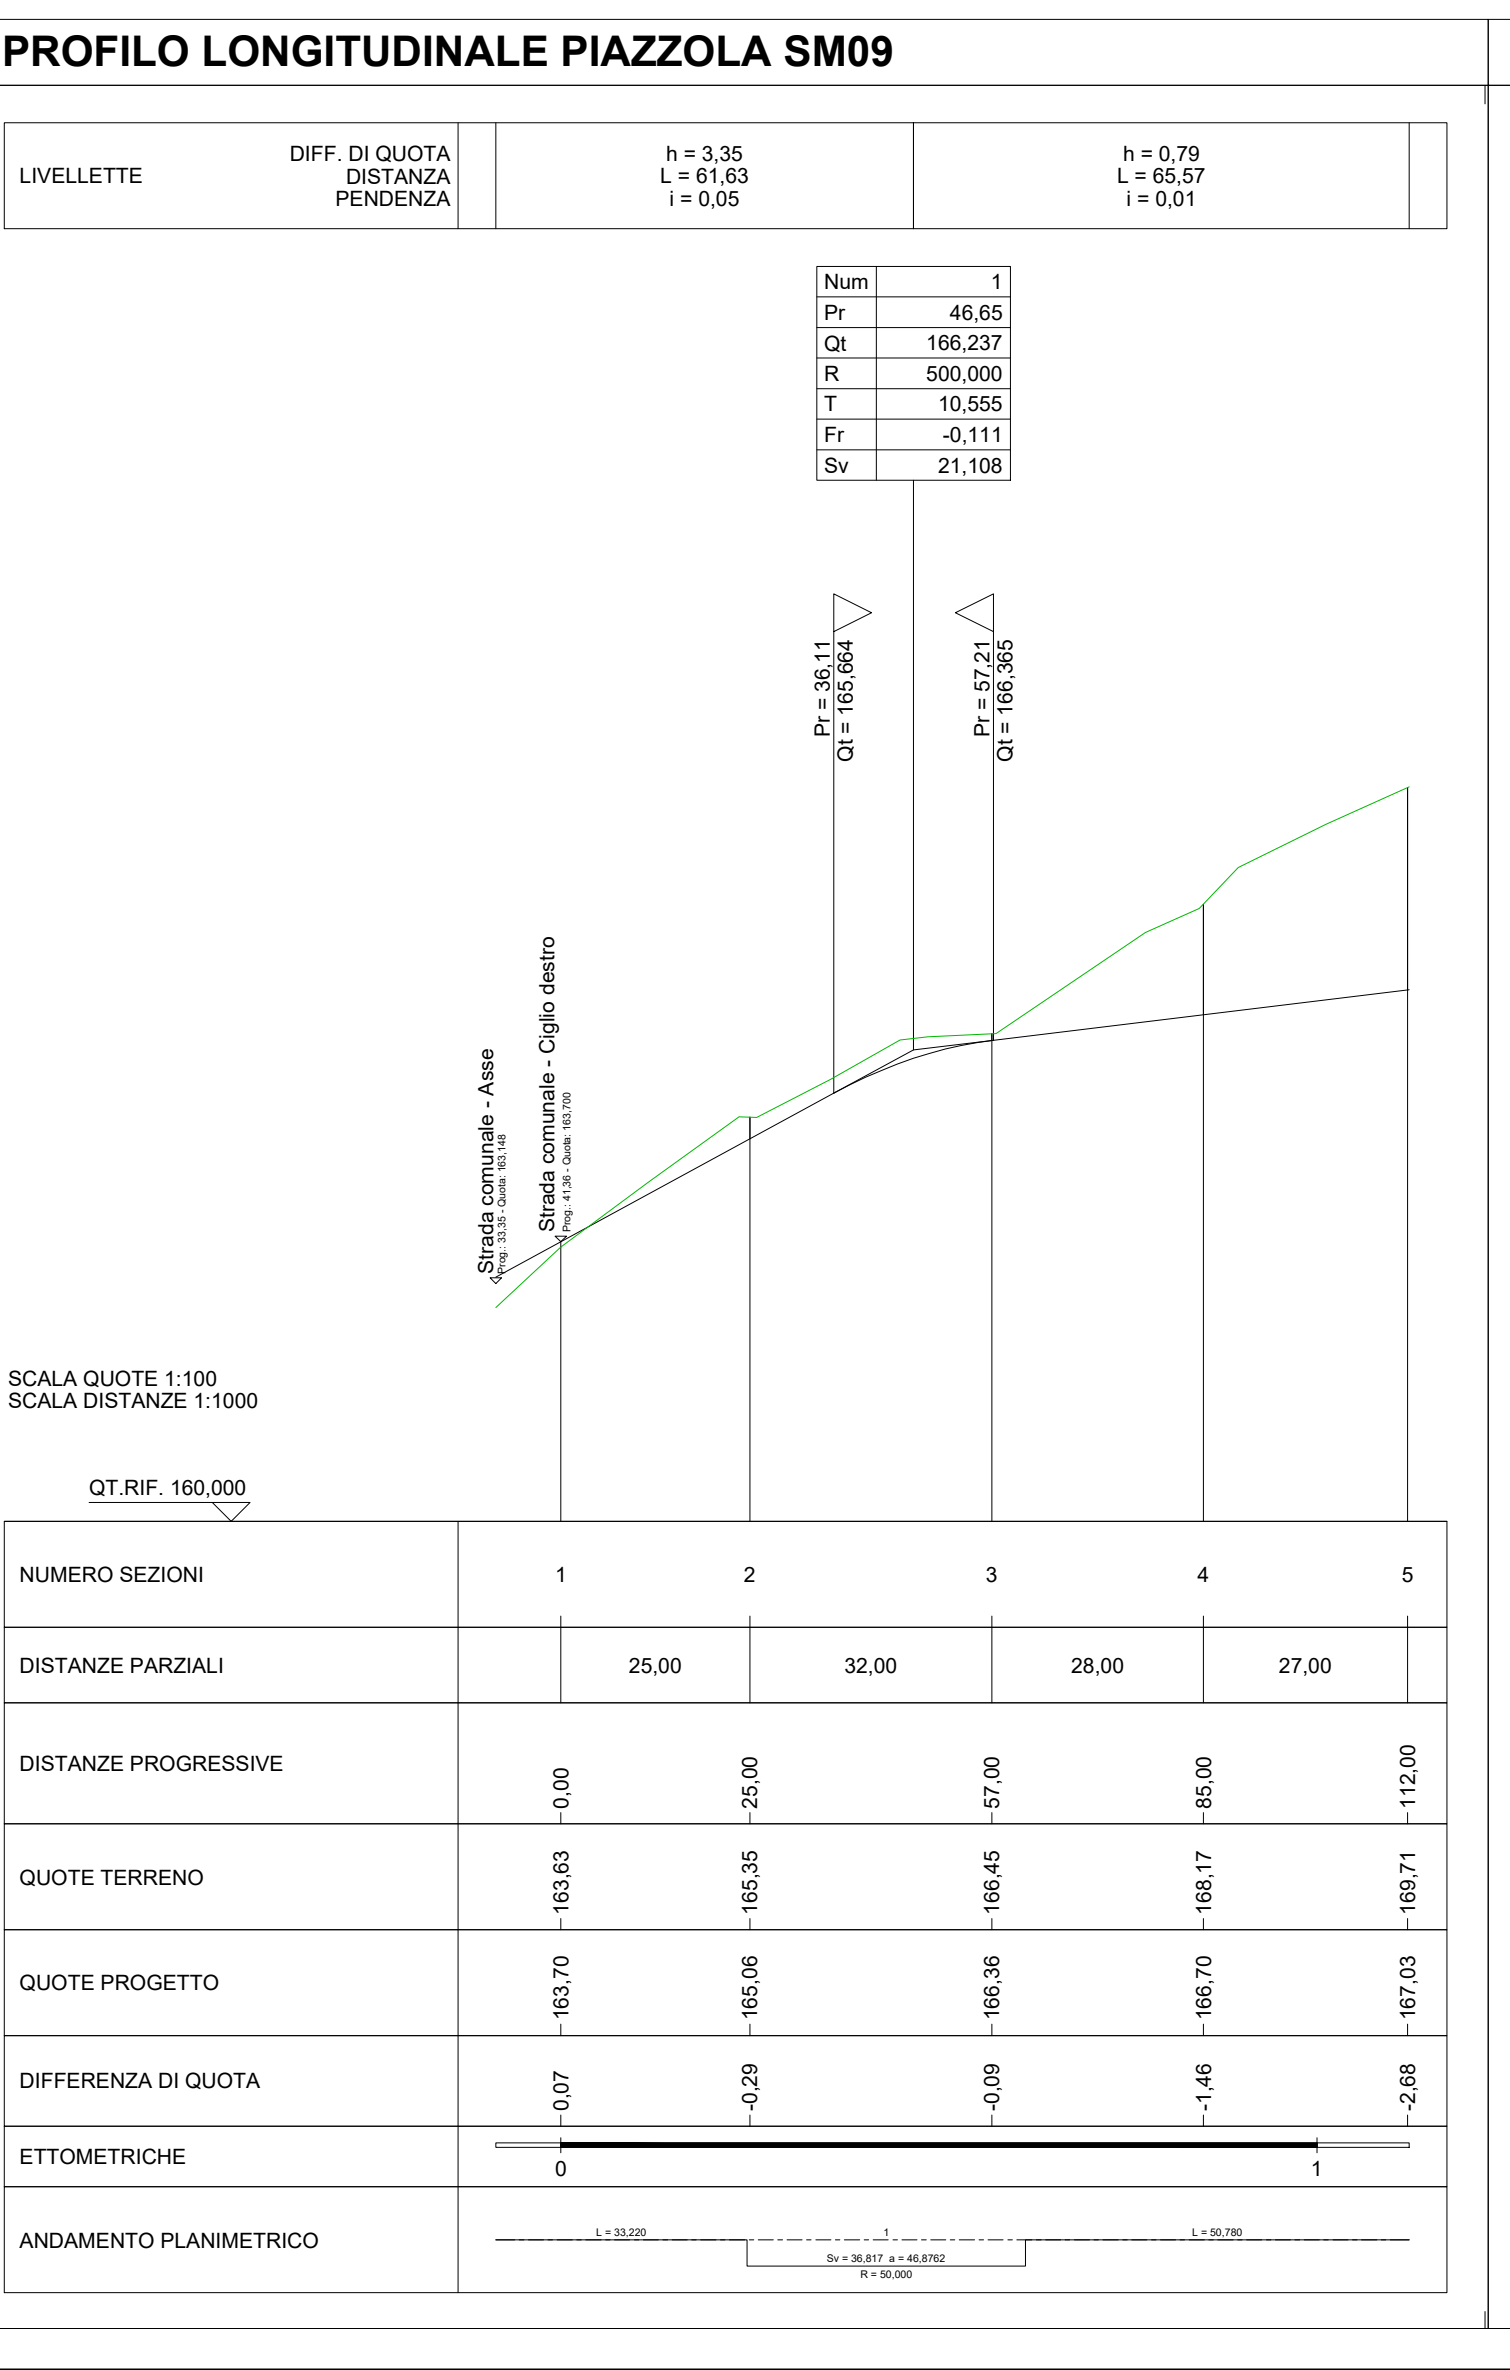 PROFILO LONGITUDINALE PIAZZOLA SM09
LIVELLETTE
DIFF. DI QUOTA
DISTANZA
PENDENZA
h = 3,35
L = 61,63
i = 0,05
h = 0,79
L = 65,57
i = 0,01
Num 1
Pr 46,65
Qt 166,237
R 500,000
T 10,555
Fr -0,111
Sv 21,108
Pr = 36,11
Qt = 165,664
Pr = 57,21
Qt = 166,365
Strada comunale - Asse
Prog.: 33,35 - Quota: 163,148
Strada comunale - Ciglio destro
Prog.: 41,36 - Quota: 163,700
SCALA QUOTE 1:100
SCALA DISTANZE 1:1000
QT.RIF. 160,000
NUMERO SEZIONI 1 2 3 4 5
DISTANZE PARZIALI 25,00 32,00 28,00 27,00
DISTANZE PROGRESSIVE 0,00 25,00 57,00 85,00 112,00
QUOTE TERRENO 163,63 165,35 166,45 168,17 169,71
QUOTE PROGETTO 163,70 165,06 166,36 166,70 167,03
DIFFERENZA DI QUOTA 0,07 -0,29 -0,09 -1,46 -2,68
ETTOMETRICHE 0 1
ANDAMENTO PLANIMETRICO
L = 33,220 1 L = 50,780
Sv = 36,817 a = 46,8762
R = 50,000